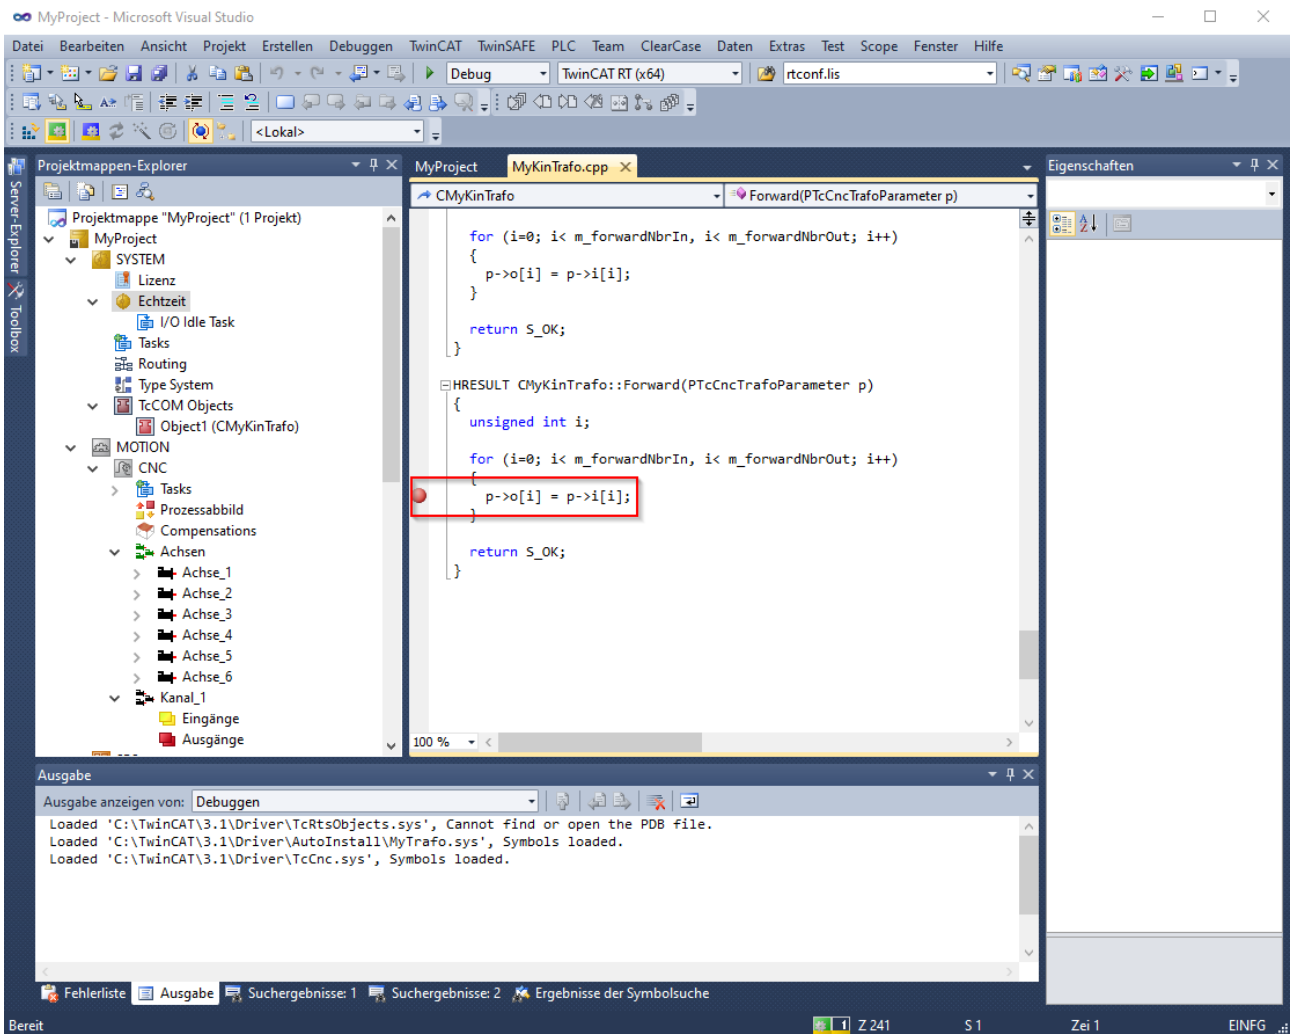 MyProject - Microsoft Visual Studio
Datei Bearbeiten Ansicht Projekt Erstellen Debuggen TwinCAT TwinSAFE PLC Team ClearCase Daten Extras Test Scope Fenster Hilfe
Debug TwinCAT RT (x64) rtconf.lis
<Lokal>
Server-Explorer
Toolbox
Projektmappen-Explorer
Projektmappe "MyProject" (1 Projekt)
MyProject
SYSTEM
Lizenz
Echtzeit
I/O Idle Task
Tasks
Routing
Type System
TcCOM Objects
Object1 (CMyKinTrafo)
MOTION
CNC
Tasks
Prozessabbild
Compensations
Achsen
Achse_1
Achse_2
Achse_3
Achse_4
Achse_5
Achse_6
Kanal_1
Eingänge
Ausgänge
MyProject MyKinTrafo.cpp
CMyKinTrafo Forward(PTcCncTrafoParameter p)
for (i=0; i< m_forwardNbrIn, i< m_forwardNbrOut; i++)
{
p->o[i] = p->i[i];
}
return S_OK;
}
HRESULT CMyKinTrafo::Forward(PTcCncTrafoParameter p)
{
unsigned int i;
for (i=0; i< m_forwardNbrIn, i< m_forwardNbrOut; i++)
{
p->o[i] = p->i[i];
}
return S_OK;
}
100 %
Eigenschaften
Ausgabe
Ausgabe anzeigen von: Debuggen
Loaded 'C:\TwinCAT\3.1\Driver\TcRtsObjects.sys', Cannot find or open the PDB file.
Loaded 'C:\TwinCAT\3.1\Driver\AutoInstall\MyTrafo.sys', Symbols loaded.
Loaded 'C:\TwinCAT\3.1\Driver\TcCnc.sys', Symbols loaded.
Fehlerliste Ausgabe Suchergebnisse: 1 Suchergebnisse: 2 Ergebnisse der Symbolsuche
Bereit 1 Z 241 S 1 Zei 1 EINFG